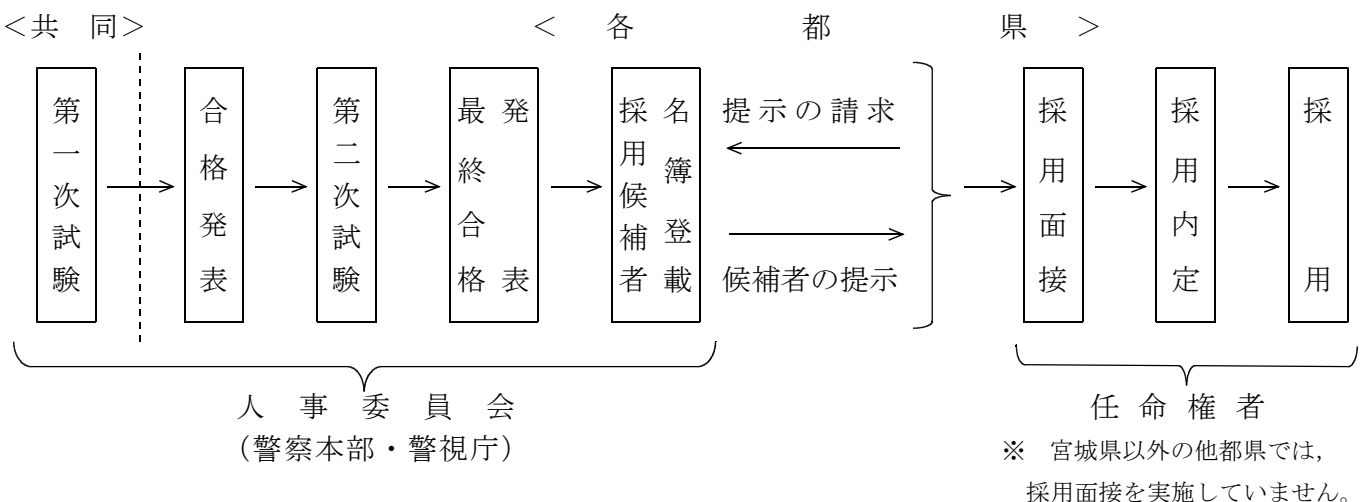 ＜共　同＞
＜　各　都　県　＞
第一次試験
合格発表
第二次試験
最終合格
発表
採用候補者
名簿登載
提示の請求
候補者の提示
採用面接
採用内定
採用
人事委員会
（警察本部・警視庁）
任命権者
※　宮城県以外の他都県では，
採用面接を実施していません。